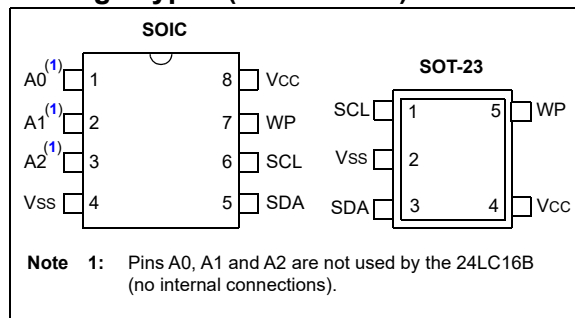 SOIC
A0(1) 1 8 VCC
A1(1) 2 7 WP
A2(1) 3 6 SCL
VSS 4 5 SDA
SOT-23
SCL 1 5 WP
VSS 2
SDA 3 4 VCC
Note 1: Pins A0, A1 and A2 are not used by the 24LC16B
(no internal connections).